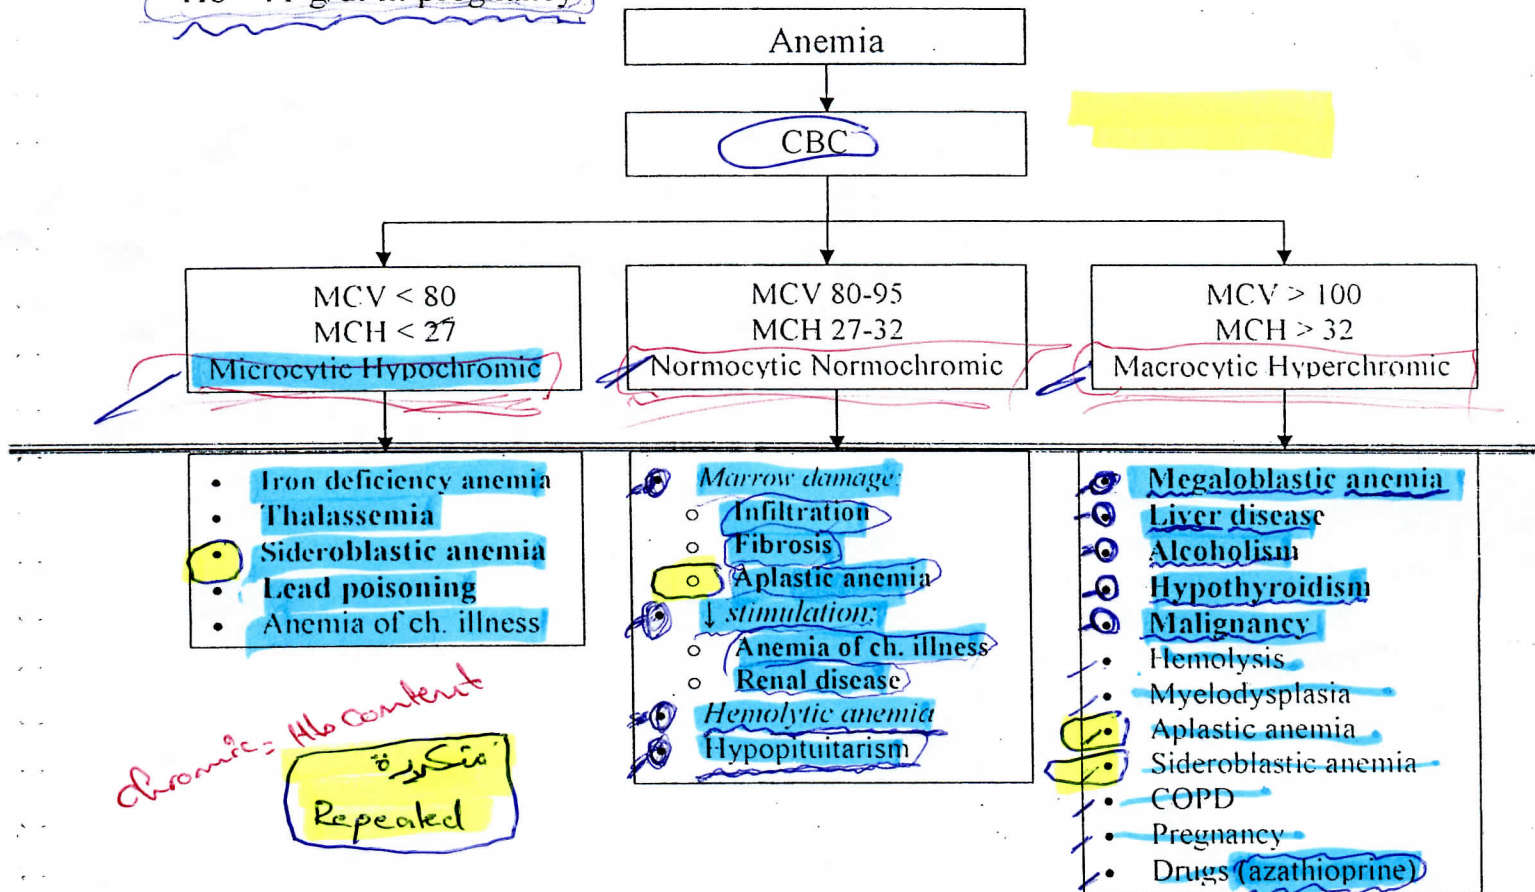 pregnancy
Anemia
CBC
MCV < 80
MCH < 27
Microcytic Hypochromic
MCV 80-95
MCH 27-32
Normocytic Normochromic
MCV > 100
MCH > 32
Macrocytic Hyperchromic
• Iron deficiency anemia
• Thalassemia
• Sideroblastic anemia
• Lead poisoning
• Anemia of ch. illness
• Marrow damage:
○ Infiltration
○ Fibrosis
○ Aplastic anemia
• ↓ stimulation:
○ Anemia of ch. illness
○ Renal disease
• Hemolytic anemia
• Hypopituitarism
• Megaloblastic anemia
• Liver disease
• Alcoholism
• Hypothyroidism
• Malignancy
• Hemolysis
• Myelodysplasia
• Aplastic anemia
• Sideroblastic anemia
• COPD
• Pregnancy
• Drugs (azathioprine)
chromic = Hb content
متكررة
Repeated